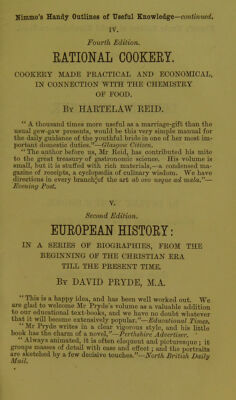 Nimmo's Handy Outlines of Useful Knowledge—continued.
IV.
Fourth Edition.
RATIONAL COOKERY.
COOKERY MADE PRACTICAL AND ECONOMICAL,
IN CONNECTION WITH THE CHEMISTRY
OF FOOD.
BY HARTELAW REID.
" A thousand times more useful as a marriage-gift than the
usual gew-gaw presents, would be this very simple manual for
the daily guidance of the youthful bride in one of her most im-
portant domestic duties."—Glasgow Citizen.
" The author before us, Mr Reid, has contributed his mite
to the great treasury of gastronomic science. His volume is
small, but it is stuffed with rich materials,—a condensed ma-
gazine of receipts, a cyclopædia of culinary wisdom. We have
directions in every branch of the art ab ovo usque ad mala."—
Evening Post.
V.
Second Edition.
EUROPEAN HISTORY:
IN A SERIES OF BIOGRAPHIES, FROM THE
BEGINNING OF THE CHRISTIAN ERA
TILL THE PRESENT TIME.
BY DAVID PRYDE, M.A.
" This is a happy idea, and has been well worked out. We
are glad to welcome Mr Pryde's volume as a valuable addition
to our educational text-books, and we have no doubt whatever
that it will become extensively popular."—Educational Times.
" Mr Pryde writes in a clear vigorous style, and his little
book has the charm of a novel."—Perthshire Advertiser.
" Always animated, it is often eloquent and picturesque; it
groups masses of detail with ease and effect; and the portraits
are sketched by a few decisive touches."—North British Daily
Mail.